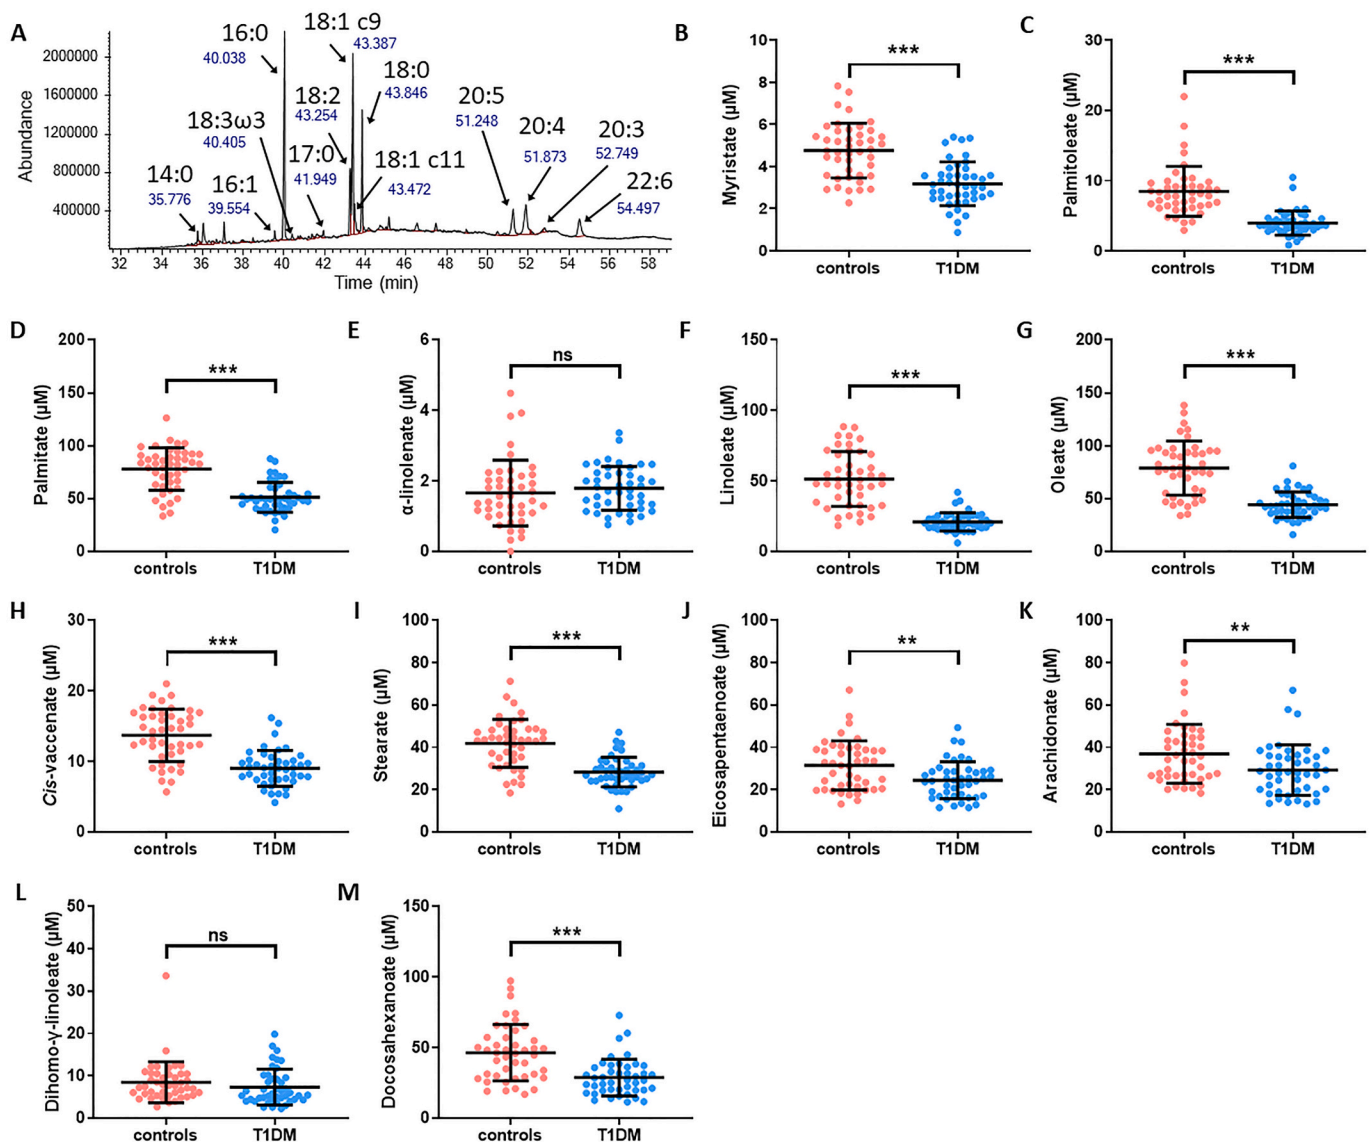 A
2000000
1600000
1200000
800000
400000
Abundance
32 34 36 38 40 42 44 46 48 50 52 54 56 58
Time (min)
14:0
35.776
16:1
39.554
18:3ω3
40.405
16:0
40.038
17:0
41.949
18:2
43.254
18:1 c9
43.387
18:0
43.846
18:1 c11
43.472
20:5
51.248
20:4
51.873
20:3
52.749
22:6
54.497
B
Myristate (µM)
10
8
6
4
2
0
***
controls T1DM
C
Palmitoleate (µM)
30
20
10
0
***
controls T1DM
D
Palmitate (µM)
200
150
100
50
0
***
controls T1DM
E
α-linolenate (µM)
6
4
2
0
ns
controls T1DM
F
Linoleate (µM)
150
100
50
0
***
controls T1DM
G
Oleate (µM)
200
150
100
50
0
***
controls T1DM
H
Cis-vaccenate (µM)
30
20
10
0
***
controls T1DM
I
Stearate (µM)
100
80
60
40
20
0
***
controls T1DM
J
Eicosapentaenoate (µM)
100
80
60
40
20
0
**
controls T1DM
K
Arachidonate (µM)
100
80
60
40
20
0
**
controls T1DM
L
Dihomo-γ-linoleate (µM)
50
40
30
20
10
0
ns
controls T1DM
M
Docosahexanoate (µM)
150
100
50
0
***
controls T1DM